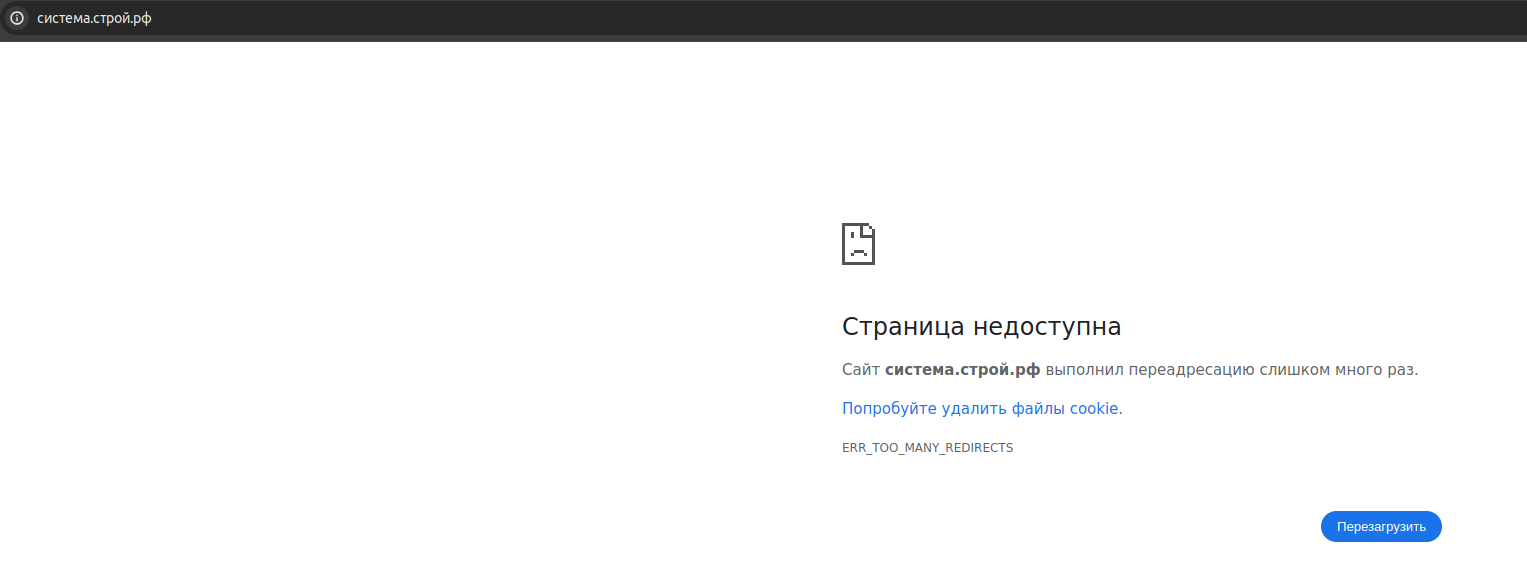 система.строй.рф
Страница недоступна
Сайт система.строй.рф выполнил переадресацию слишком много раз.
Попробуйте удалить файлы cookie.
ERR_TOO_MANY_REDIRECTS
Перезагрузить